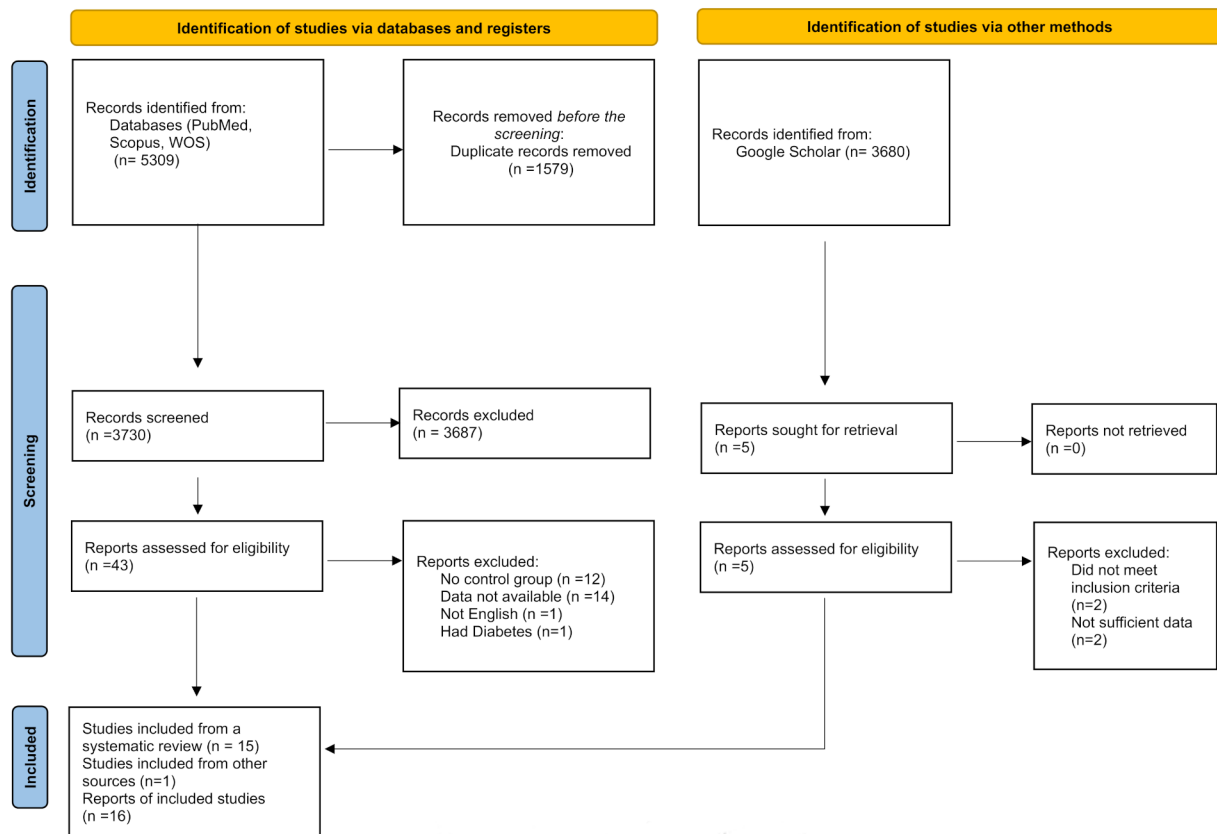 Identification of studies via databases and registers
Identification of studies via other methods
Identification
Records identified from:
Databases (PubMed,
Scopus, WOS)
(n= 5309)
Records removed before the
screening:
Duplicate records removed
(n =1579)
Records identified from:
Google Scholar (n= 3680)
Screening
Records screened
(n =3730)
Records excluded
(n = 3687)
Reports sought for retrieval
(n =5)
Reports not retrieved
(n =0)
Reports assessed for eligibility
(n =43)
Reports excluded:
No control group (n =12)
Data not available (n =14)
Not English (n =1)
Had Diabetes (n=1)
Reports assessed for eligibility
(n =5)
Reports excluded:
Did not meet
inclusion criteria
(n=2)
Not sufficient data
(n=2)
Included
Studies included from a
systematic review (n = 15)
Studies included from other
sources (n=1)
Reports of included studies
(n =16)